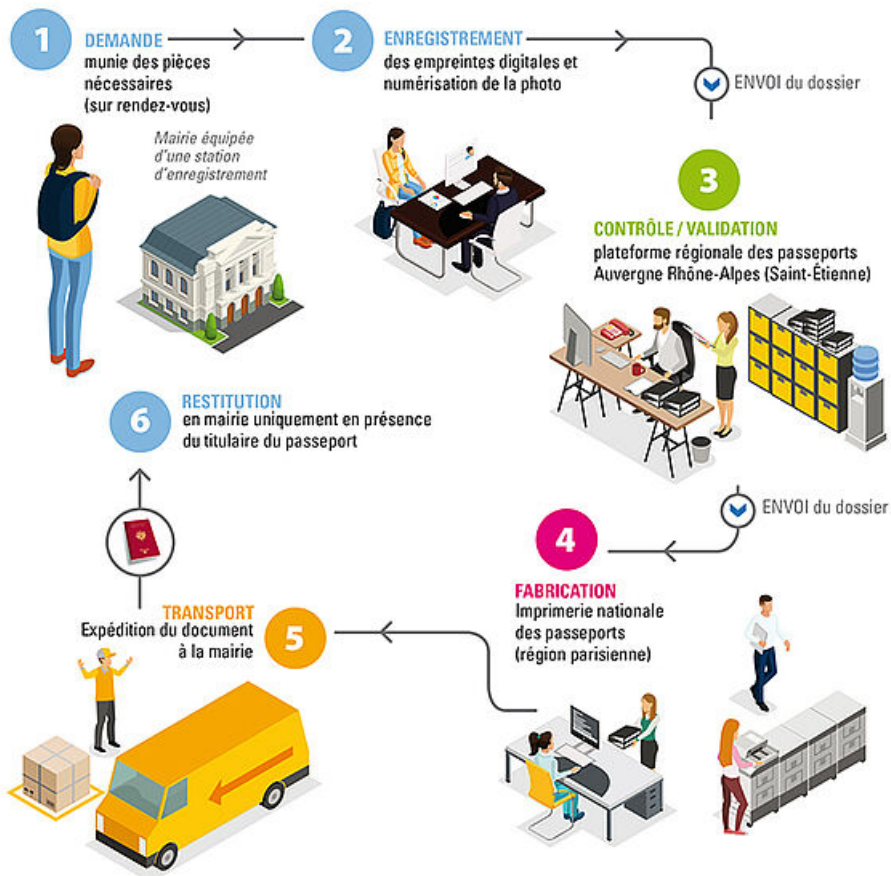 1
DEMANDE
munie des pièces
nécessaires
(sur rendez-vous)
Mairie équipée
d'une station
d'enregistrement
2
ENREGISTREMENT
des empreintes digitales et
numérisation de la photo
ENVOI du dossier
3
CONTRÔLE / VALIDATION
plateforme régionale des passeports
Auvergne Rhône-Alpes (Saint-Étienne)
ENVOI du dossier
4
FABRICATION
Imprimerie nationale
des passeports
(région parisienne)
5
TRANSPORT
Expédition du document
à la mairie
6
RESTITUTION
en mairie uniquement en présence
du titulaire du passeport